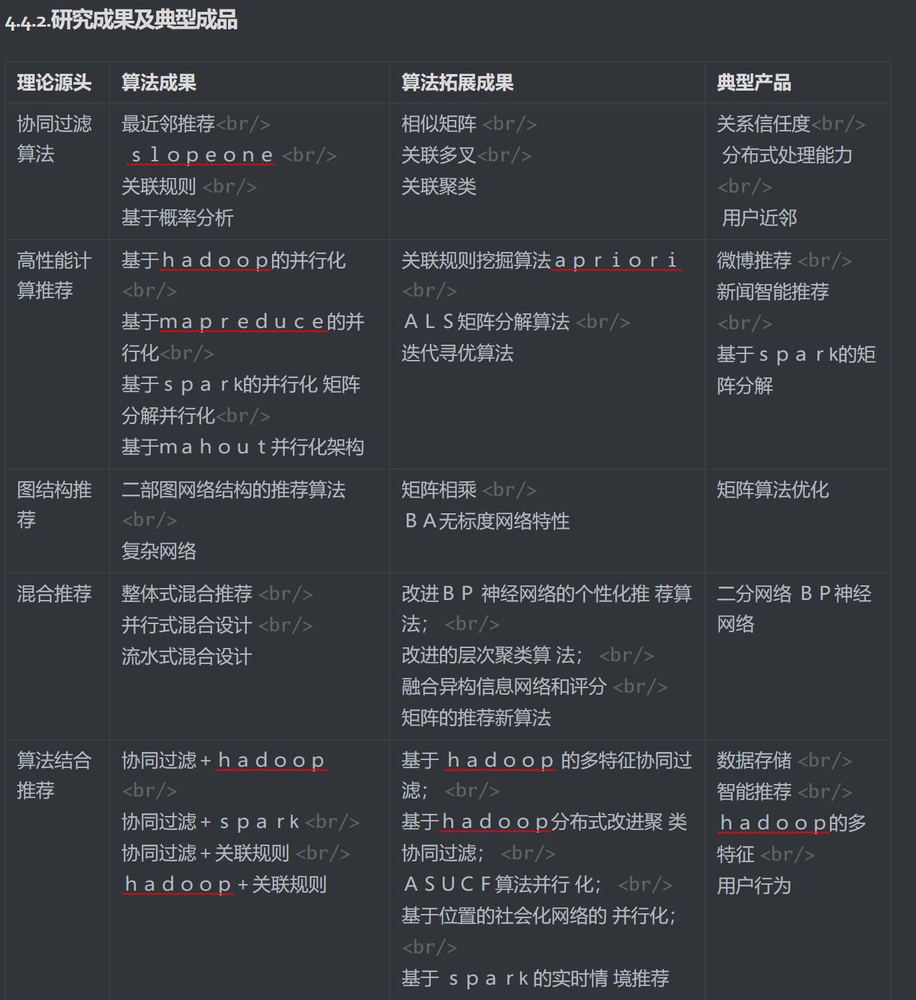 4.4.2.研究成果及典型成品
理论源头
算法成果
算法拓展成果
典型产品
协同过滤
算法
最近邻推荐<br/>
ｓｌｏｐｅｏｎｅ <br/>
关联规则 <br/>
基于概率分析
相似矩阵 <br/>
关联多叉<br/>
关联聚类
关系信任度<br/>
分布式处理能力
<br/>
用户近邻
高性能计
算推荐
基于ｈａｄｏｏｐ的并行化
<br/>
基于ｍａｐｒｅｄｕｃｅ的并
行化<br/>
基于ｓｐａｒk的并行化 矩阵
分解并行化<br/>
基于ｍａｈｏｕｔ并行化架构
关联规则挖掘算法ａｐｒｉｏｒｉ
<br/>
ＡＬＳ矩阵分解算法 <br/>
迭代寻优算法
微博推荐 <br/>
新闻智能推荐
<br/>
基于ｓｐａｒk的矩
阵分解
图结构推
荐
二部图网络结构的推荐算法
<br/>
复杂网络
矩阵相乘 <br/>
ＢＡ无标度网络特性
矩阵算法优化
混合推荐
整体式混合推荐 <br/>
并行式混合设计 <br/>
流水式混合设计
改进ＢＰ 神经网络的个性化推 荐算
法； <br/>
改进的层次聚类算 法； <br/>
融合异构信息网络和评分 <br/>
矩阵的推荐新算法
二分网络 ＢＰ神经
网络
算法结合
推荐
协同过滤＋ｈａｄｏｏｐ
<br/>
协同过滤＋ｓｐａｒk <br/>
协同过滤＋关联规则 <br/>
ｈａｄｏｏｐ＋关联规则
基于 ｈａｄｏｏｐ 的多特征协同过
滤； <br/>
基于ｈａｄｏｏｐ分布式改进聚 类
协同过滤； <br/>
ＡＳＵＣＦ算法并行 化； <br/>
基于位置的社会化网络的 并行化；
<br/>
基于 ｓｐａｒk 的实时情 境推荐
数据存储 <br/>
智能推荐 <br/>
ｈａｄｏｏｐ的多
特征 <br/>
用户行为